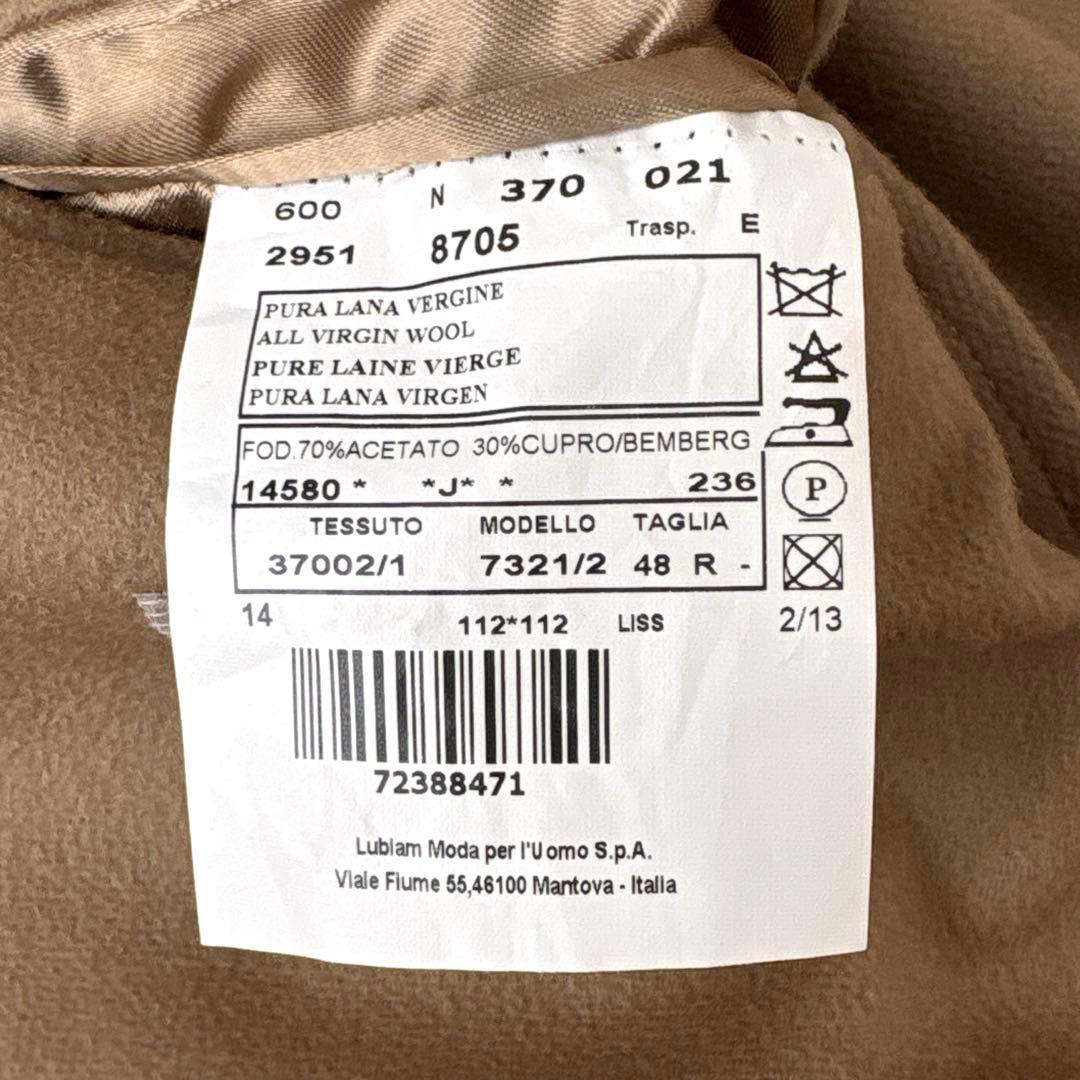 600 N 370 021
2951 8705 Trasp. E
PURA LANA VERGINE
ALL VIRGIN WOOL
PURE LAINE VIERGE
PURA LANA VIRGEN
FOD.70%ACETATO 30%CUPRO/BEMBERG
14580 * *J* * 236
P
TESSUTO MODELLO TAGLIA
37002/1 7321/2 48 R -
14 112*112 LISS 2/13
72388471
Lubiam Moda per l'Uomo S.p.A.
Viale Fiume 55,46100 Mantova - Italia